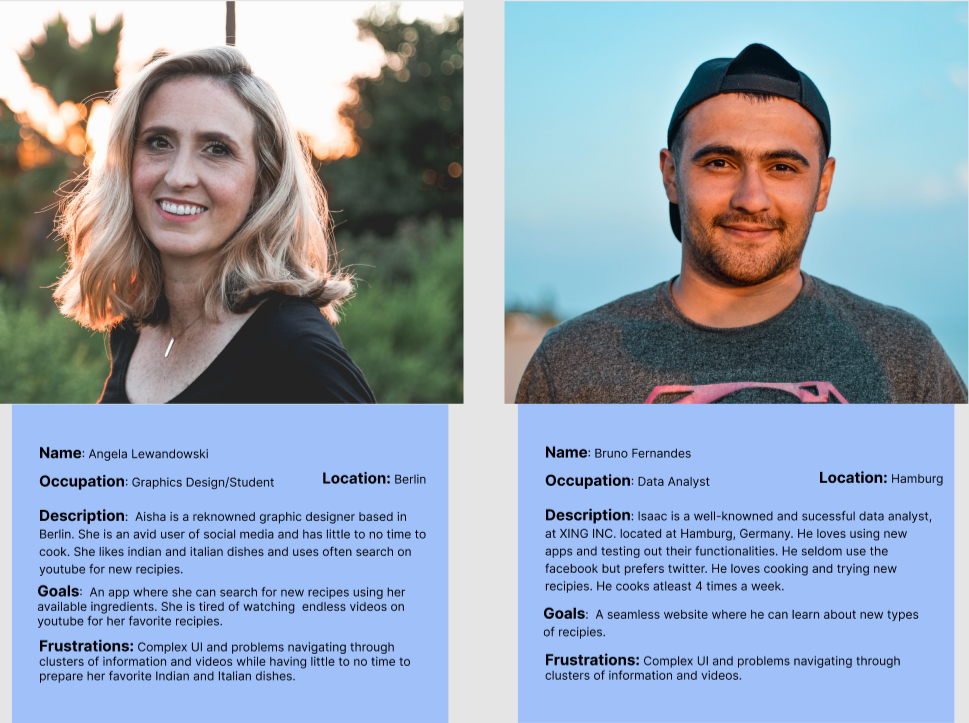 Name: Angela Lewandowski
Occupation: Graphics Design/Student
Location: Berlin
Description: Aisha is a reknowned graphic designer based in
Berlin. She is an avid user of social media and has little to no time to
cook. She likes indian and italian dishes and uses often search on
youtube for new recipies.
Goals: An app where she can search for new recipes using her
available ingredients. She is tired of watching endless videos on
youtube for her favorite recipies.
Frustrations: Complex UI and problems navigating through
clusters of information and videos while having little to no time to
prepare her favorite Indian and Italian dishes.
Name: Bruno Fernandes
Occupation: Data Analyst
Location: Hamburg
Description: Isaac is a well-knowned and sucessful data analyst,
at XING INC. located at Hamburg, Germany. He loves using new
apps and testing out their functionalities. He seldom use the
facebook but prefers twitter. He loves cooking and trying new
recipies. He cooks atleast 4 times a week.
Goals: A seamless website where he can learn about new types
of recipies.
Frustrations: Complex UI and problems navigating through
clusters of information and videos.